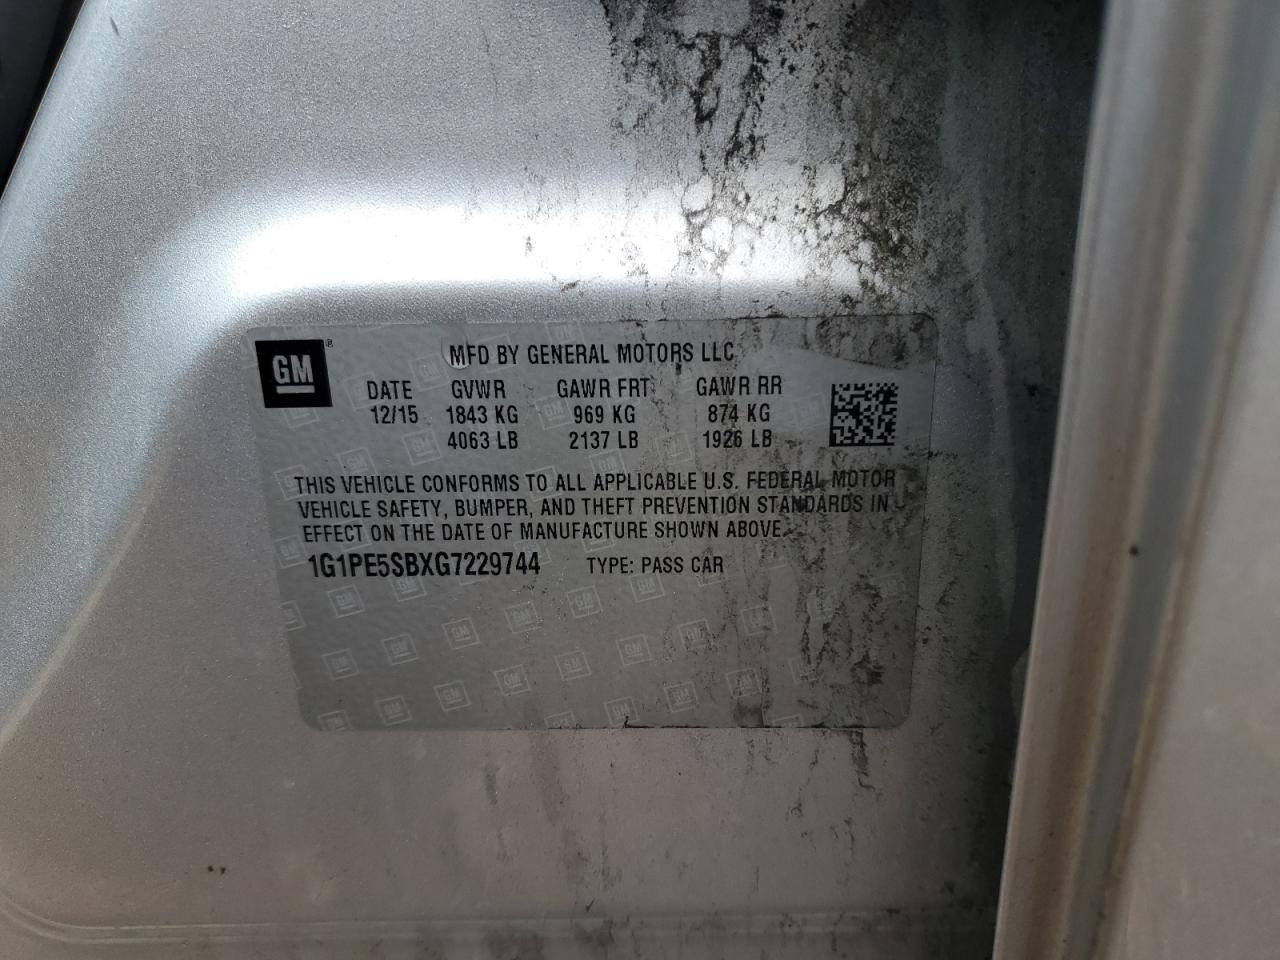 GM ®
MFD BY GENERAL MOTORS LLC
DATE GVWR GAWR FRT GAWR RR
12/15 1843 KG 969 KG 874 KG
4063 LB 2137 LB 1926 LB
THIS VEHICLE CONFORMS TO ALL APPLICABLE U.S. FEDERAL MOTOR
VEHICLE SAFETY, BUMPER, AND THEFT PREVENTION STANDARDS IN
EFFECT ON THE DATE OF MANUFACTURE SHOWN ABOVE.
1G1PE5SBXG7229744 TYPE: PASS CAR